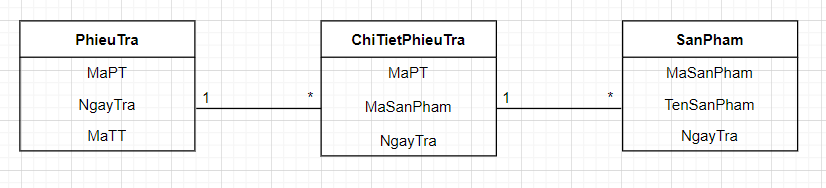 PhieuTra
MaPT
NgayTra
MaTT
1
*
ChiTietPhieuTra
MaPT
MaSanPham
NgayTra
1
*
SanPham
MaSanPham
TenSanPham
NgayTra